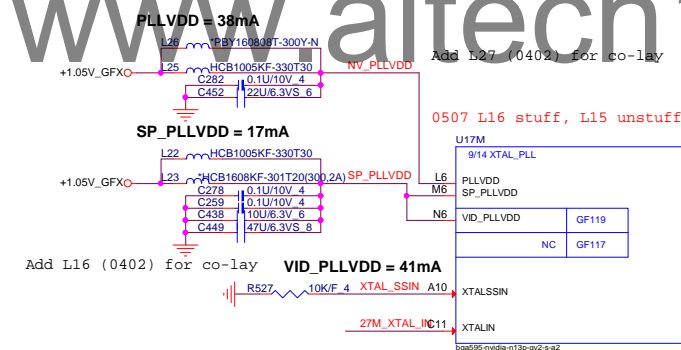 www.aitech
PLLVDD = 38mA
L26 *PBY160808T-300Y-N
Add L27 (0402) for co-lay
+1.05V_GFX L25 HCB1005KF-330T30 NV_PLLVDD
C282 0.1U/10V_4
C452 22U/6.3VS_6
0507 L16 stuff, L15 unstuff
SP_PLLVDD = 17mA
U17M
9/14 XTAL_PLL
L22 HCB1005KF-330T30
+1.05V_GFX L23 *HCB1608KF-301T20(300,2A) SP_PLLVDD
L6 PLLVDD
M6 SP_PLLVDD
C278 0.1U/10V_4
C259 0.1U/10V_4
C438 10U/6.3V_6
C449 47U/6.3VS_8
N6 VID_PLLVDD GF119
NC GF117
Add L16 (0402) for co-lay
VID_PLLVDD = 41mA
R527 10K/F_4 XTAL_SSIN A10 XTALSSIN
27M_XTAL_IN C11 XTALIN
bga595-nvidia-n13p-gv2-s-a2